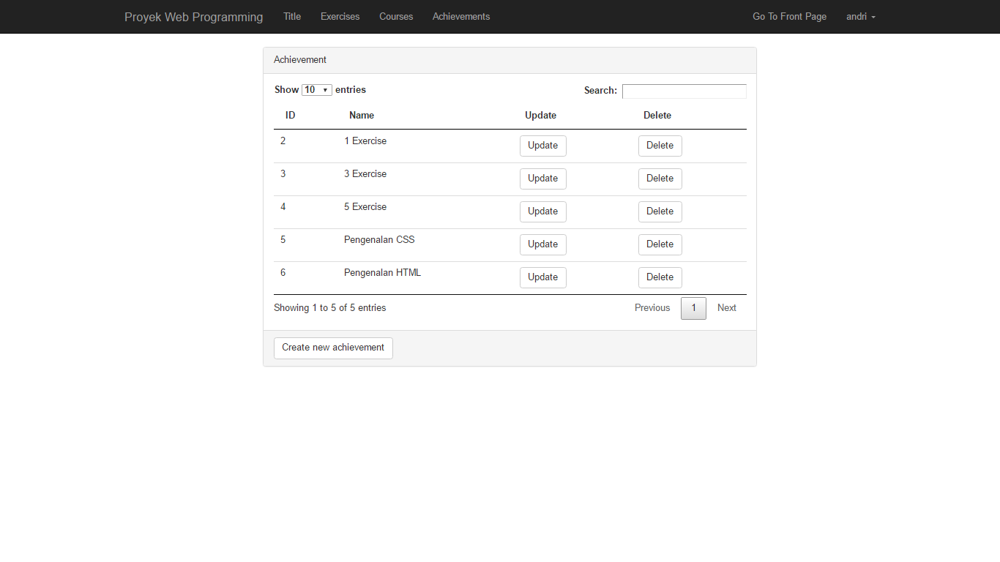 Proyek Web Programming Title Exercises Courses Achievements Go To Front Page andri
Achievement
Show 10 entries Search:
ID Name Update Delete
2 1 Exercise Update Delete
3 3 Exercise Update Delete
4 5 Exercise Update Delete
5 Pengenalan CSS Update Delete
6 Pengenalan HTML Update Delete
Showing 1 to 5 of 5 entries Previous 1 Next
Create new achievement